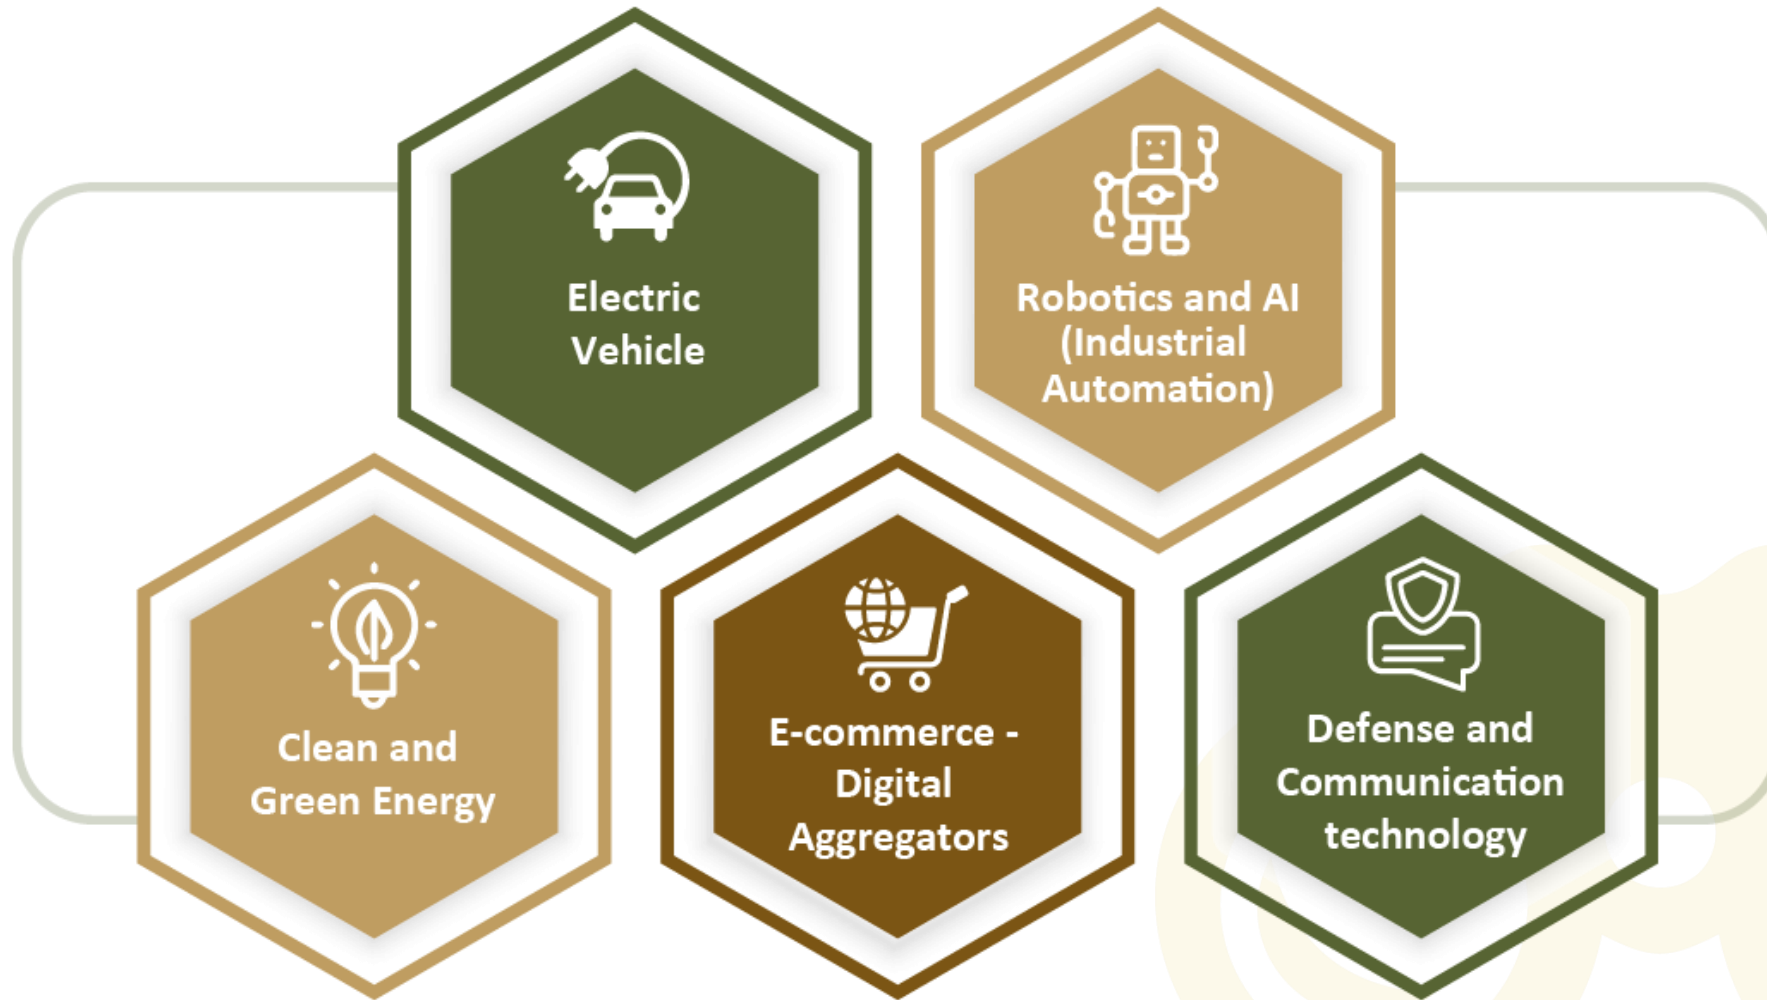 Electric
Vehicle
Robotics and AI
(Industrial
Automation)
Clean and
Green Energy
E-commerce -
Digital
Aggregators
Defense and
Communication
technology